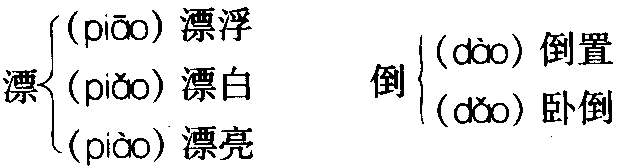 漂 (piāo) 漂浮
(piǎo) 漂白
(piào) 漂亮
倒 (dào) 倒置
(dǎo) 卧倒